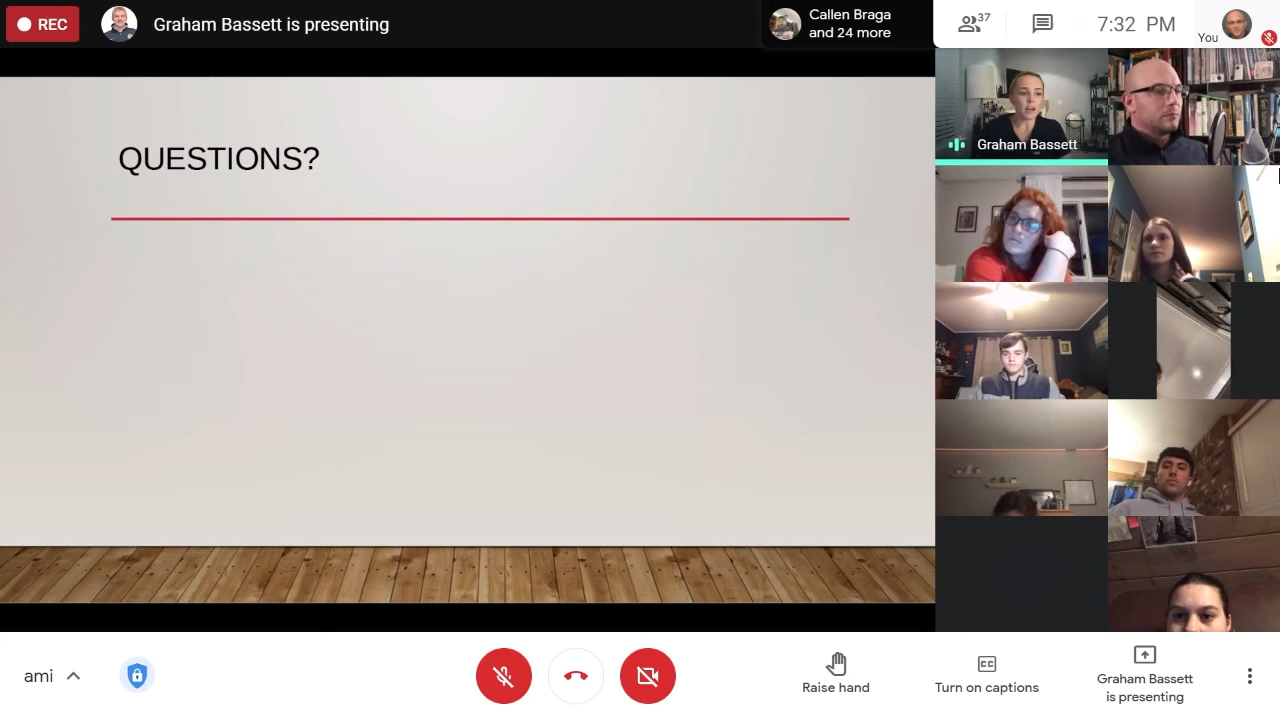 REC
Graham Bassett is presenting
Callen Braga
and 24 more
37
7:32 PM
You
Graham Bassett
QUESTIONS?
ami
Raise hand
Turn on captions
Graham Bassett
is presenting